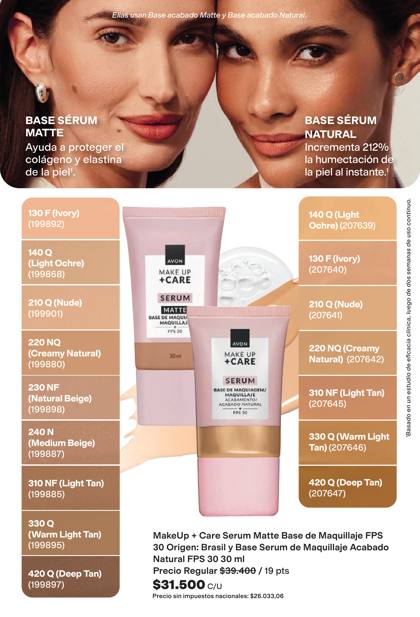 Ellas usan Base acabado Matte y Base acabado Natural.
BASE SÉRUM
MATTE
Ayuda a proteger el
colágeno y elastina
de la piel¹.
BASE SÉRUM
NATURAL
Incrementa 212%
la humectación de
la piel al instante.¹
130 F (Ivory)
(199892)
140 Q
(Light Ochre)
(199868)
210 Q (Nude)
(199901)
220 NQ
(Creamy Natural)
(199880)
230 NF
(Natural Beige)
(199898)
240 N
(Medium Beige)
(199887)
310 NF (Light Tan)
(199885)
330 Q
(Warm Light Tan)
(199895)
420 Q (Deep Tan)
(199897)
AVON
MAKE UP
+CARE
SERUM
MATTE
BASE DE MAQUI
MAQUILLAJ
FPS 30
30 ml
AVON
MAKE UP
+CARE
SERUM
BASE DE MAQUIAGEM/
MAQUILLAJE
ACABAMENTO/
ACABADO NATURAL
FPS 30
140 Q (Light
Ochre) (207639)
130 F (Ivory)
(207640)
210 Q (Nude)
(207641)
220 NQ (Creamy
Natural) (207642)
310 NF (Light Tan)
(207645)
330 Q (Warm Light
Tan) (207646)
420 Q (Deep Tan)
(207647)
¹Basado en un estudio de eficacia clínica, luego de dos semanas de uso continuo.
MakeUp + Care Serum Matte Base de Maquillaje FPS
30 Origen: Brasil y Base Serum de Maquillaje Acabado
Natural FPS 30 30 ml
Precio Regular $39.400 / 19 pts
$31.500 C/U
Precio sin impuestos nacionales: $26.033,06